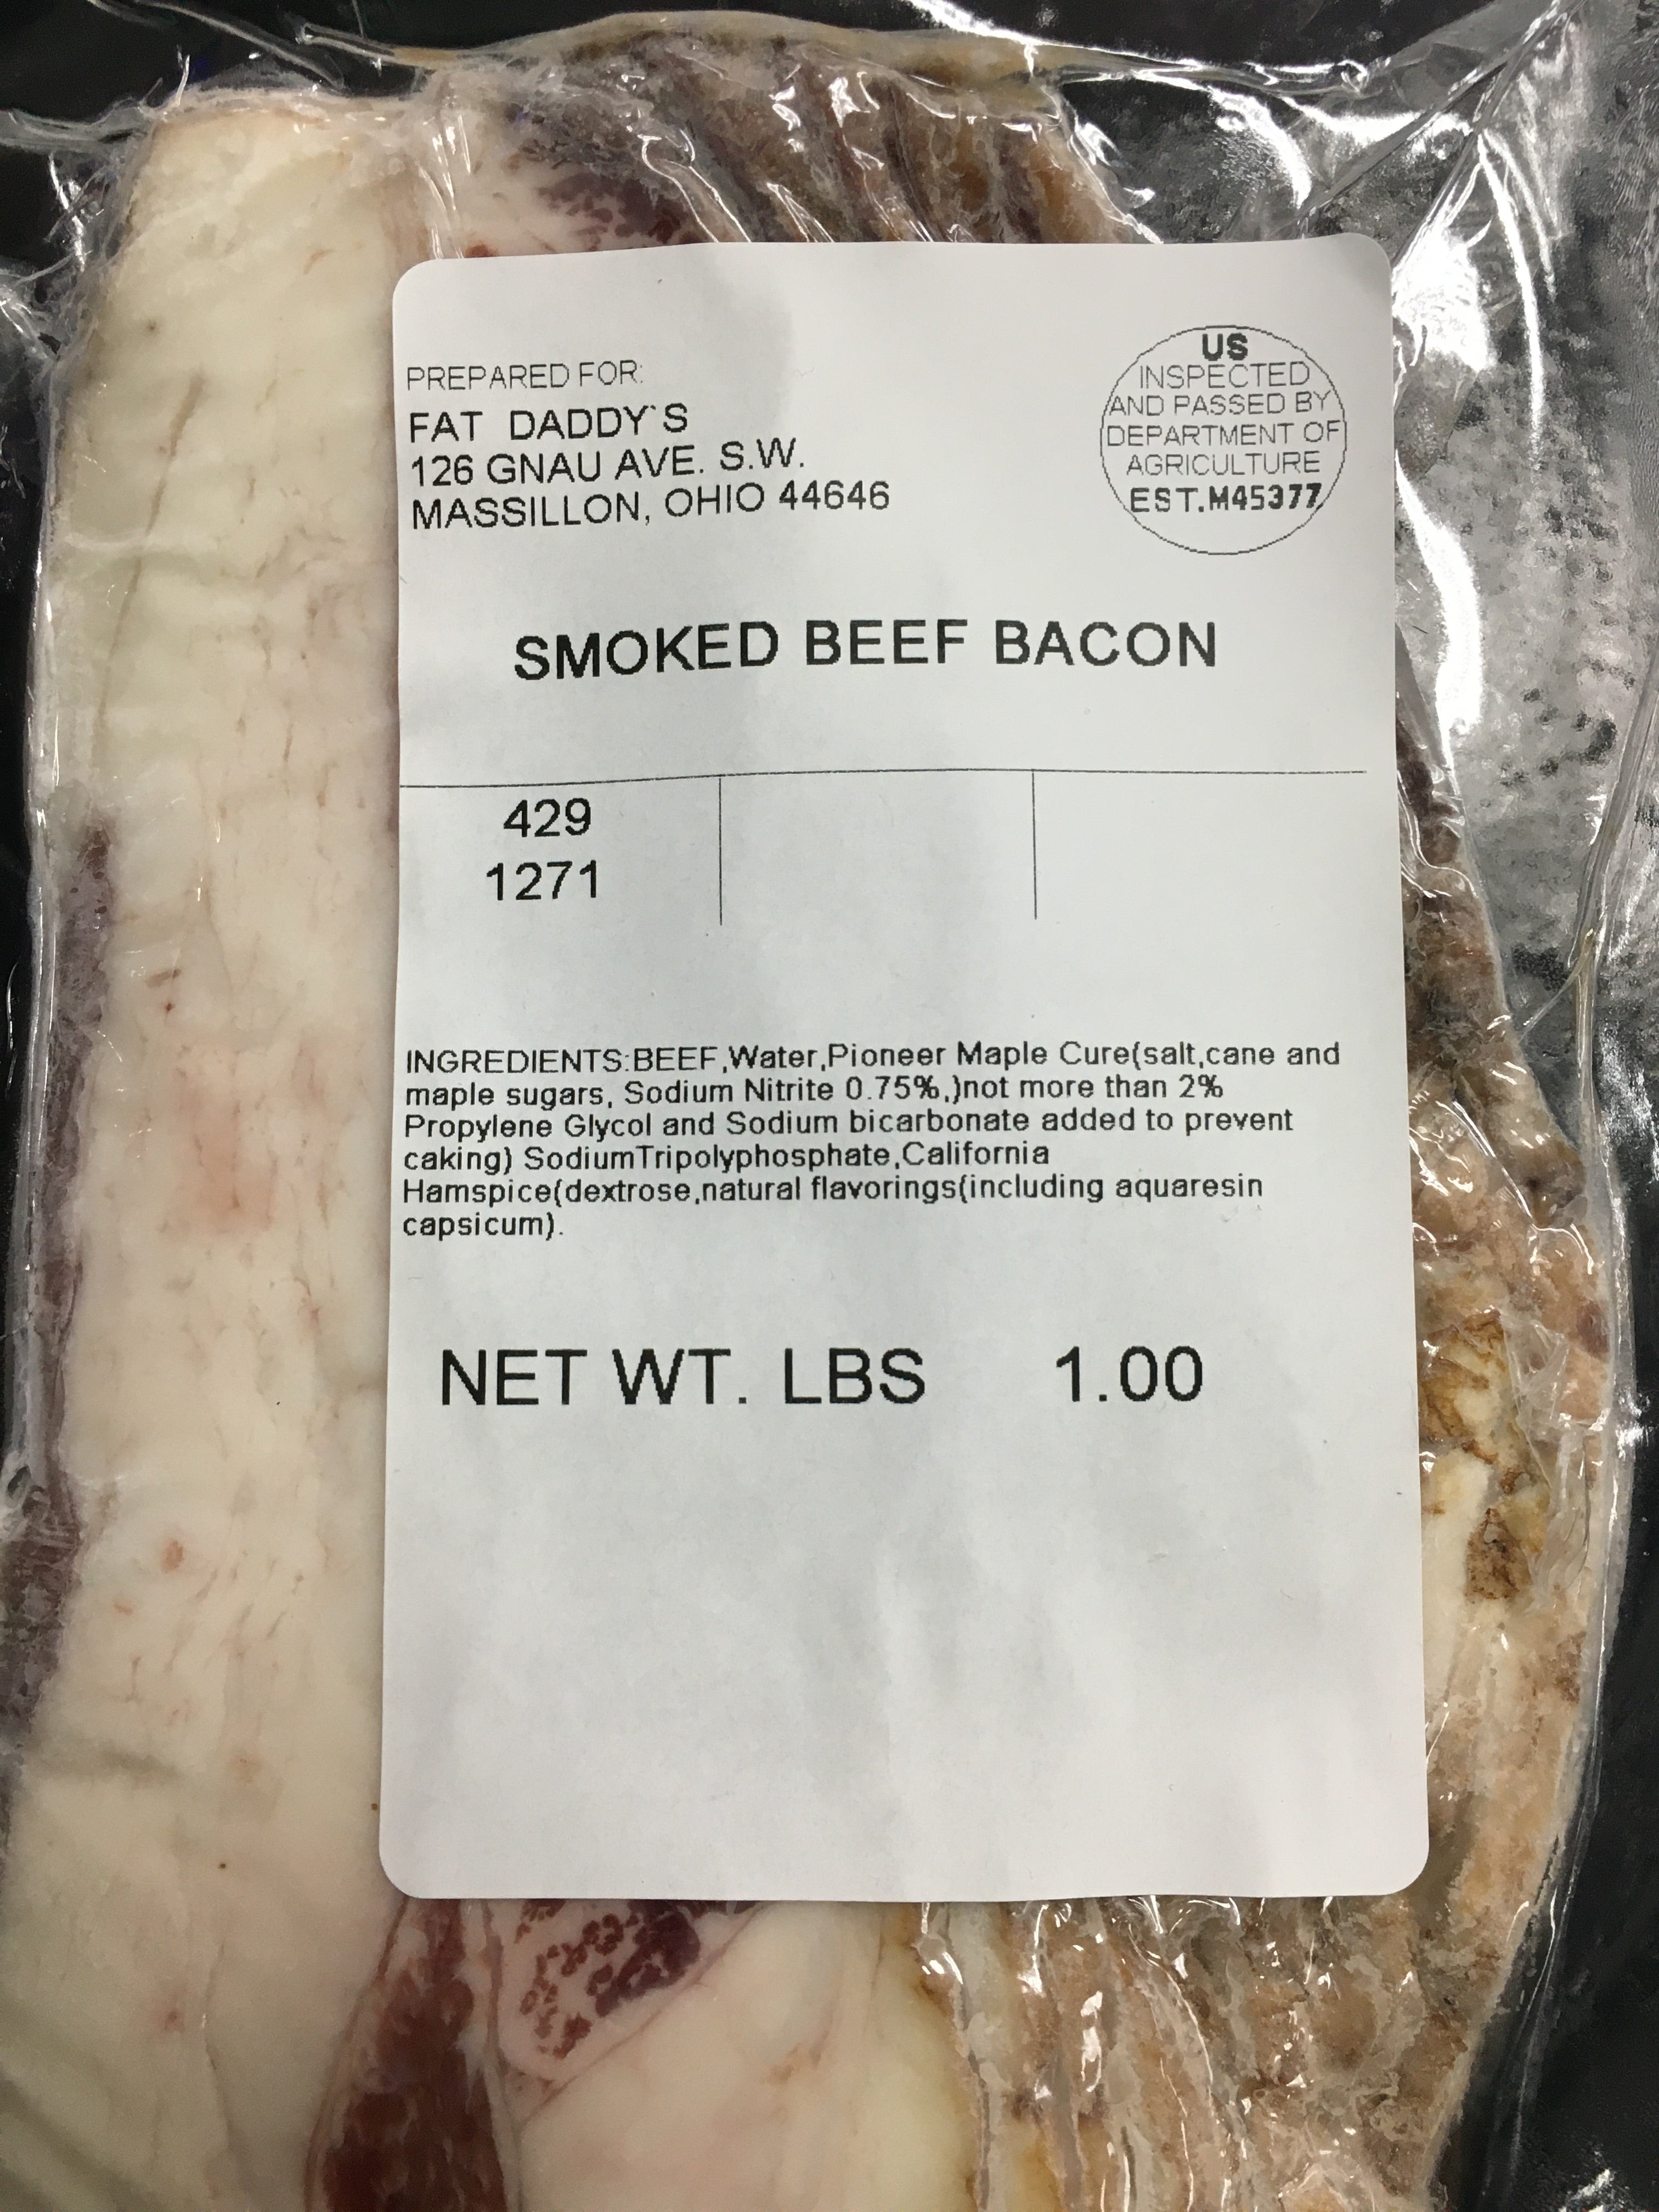 PREPARED FOR:
FAT DADDY`S
126 GNAU AVE. S.W.
MASSILLON, OHIO 44646
US
INSPECTED
AND PASSED BY
DEPARTMENT OF
AGRICULTURE
EST.M45377
SMOKED BEEF BACON
429
1271
INGREDIENTS:BEEF,Water,Pioneer Maple Cure(salt,cane and
maple sugars, Sodium Nitrite 0.75%,)not more than 2%
Propylene Glycol and Sodium bicarbonate added to prevent
caking) SodiumTripolyphosphate,California
Hamspice(dextrose,natural flavorings(including aquaresin
capsicum).
NET WT. LBS 1.00